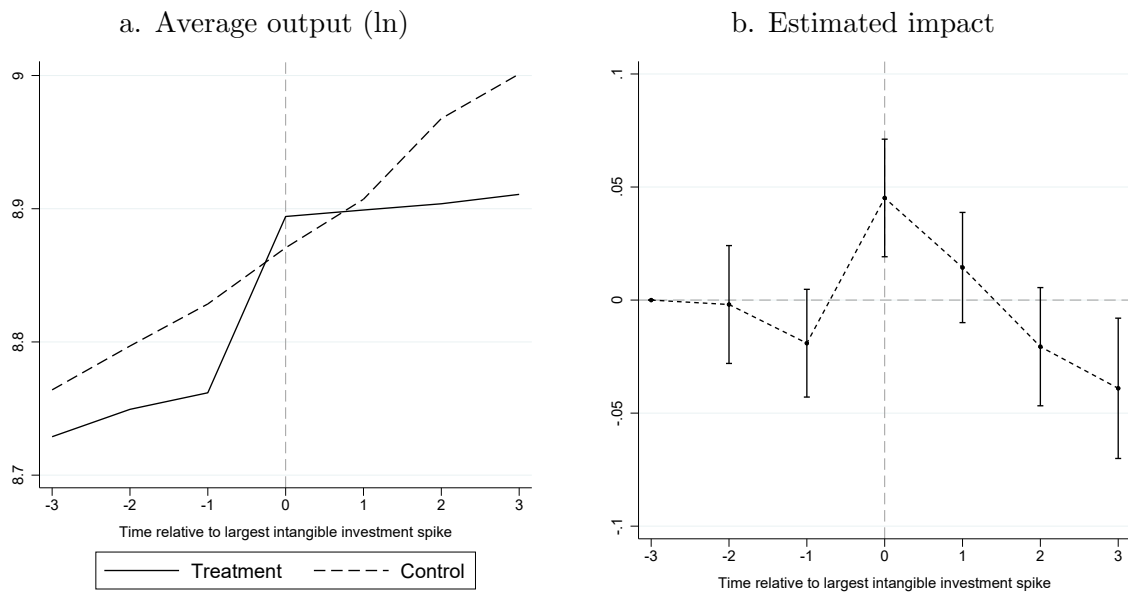 a. Average output (ln)
9
8.9
8.8
8.7
-3 -2 -1 0 1 2 3
Time relative to largest intangible investment spike
Treatment Control
b. Estimated impact
.1
.05
0
-.05
-.1
-3 -2 -1 0 1 2 3
Time relative to largest intangible investment spike